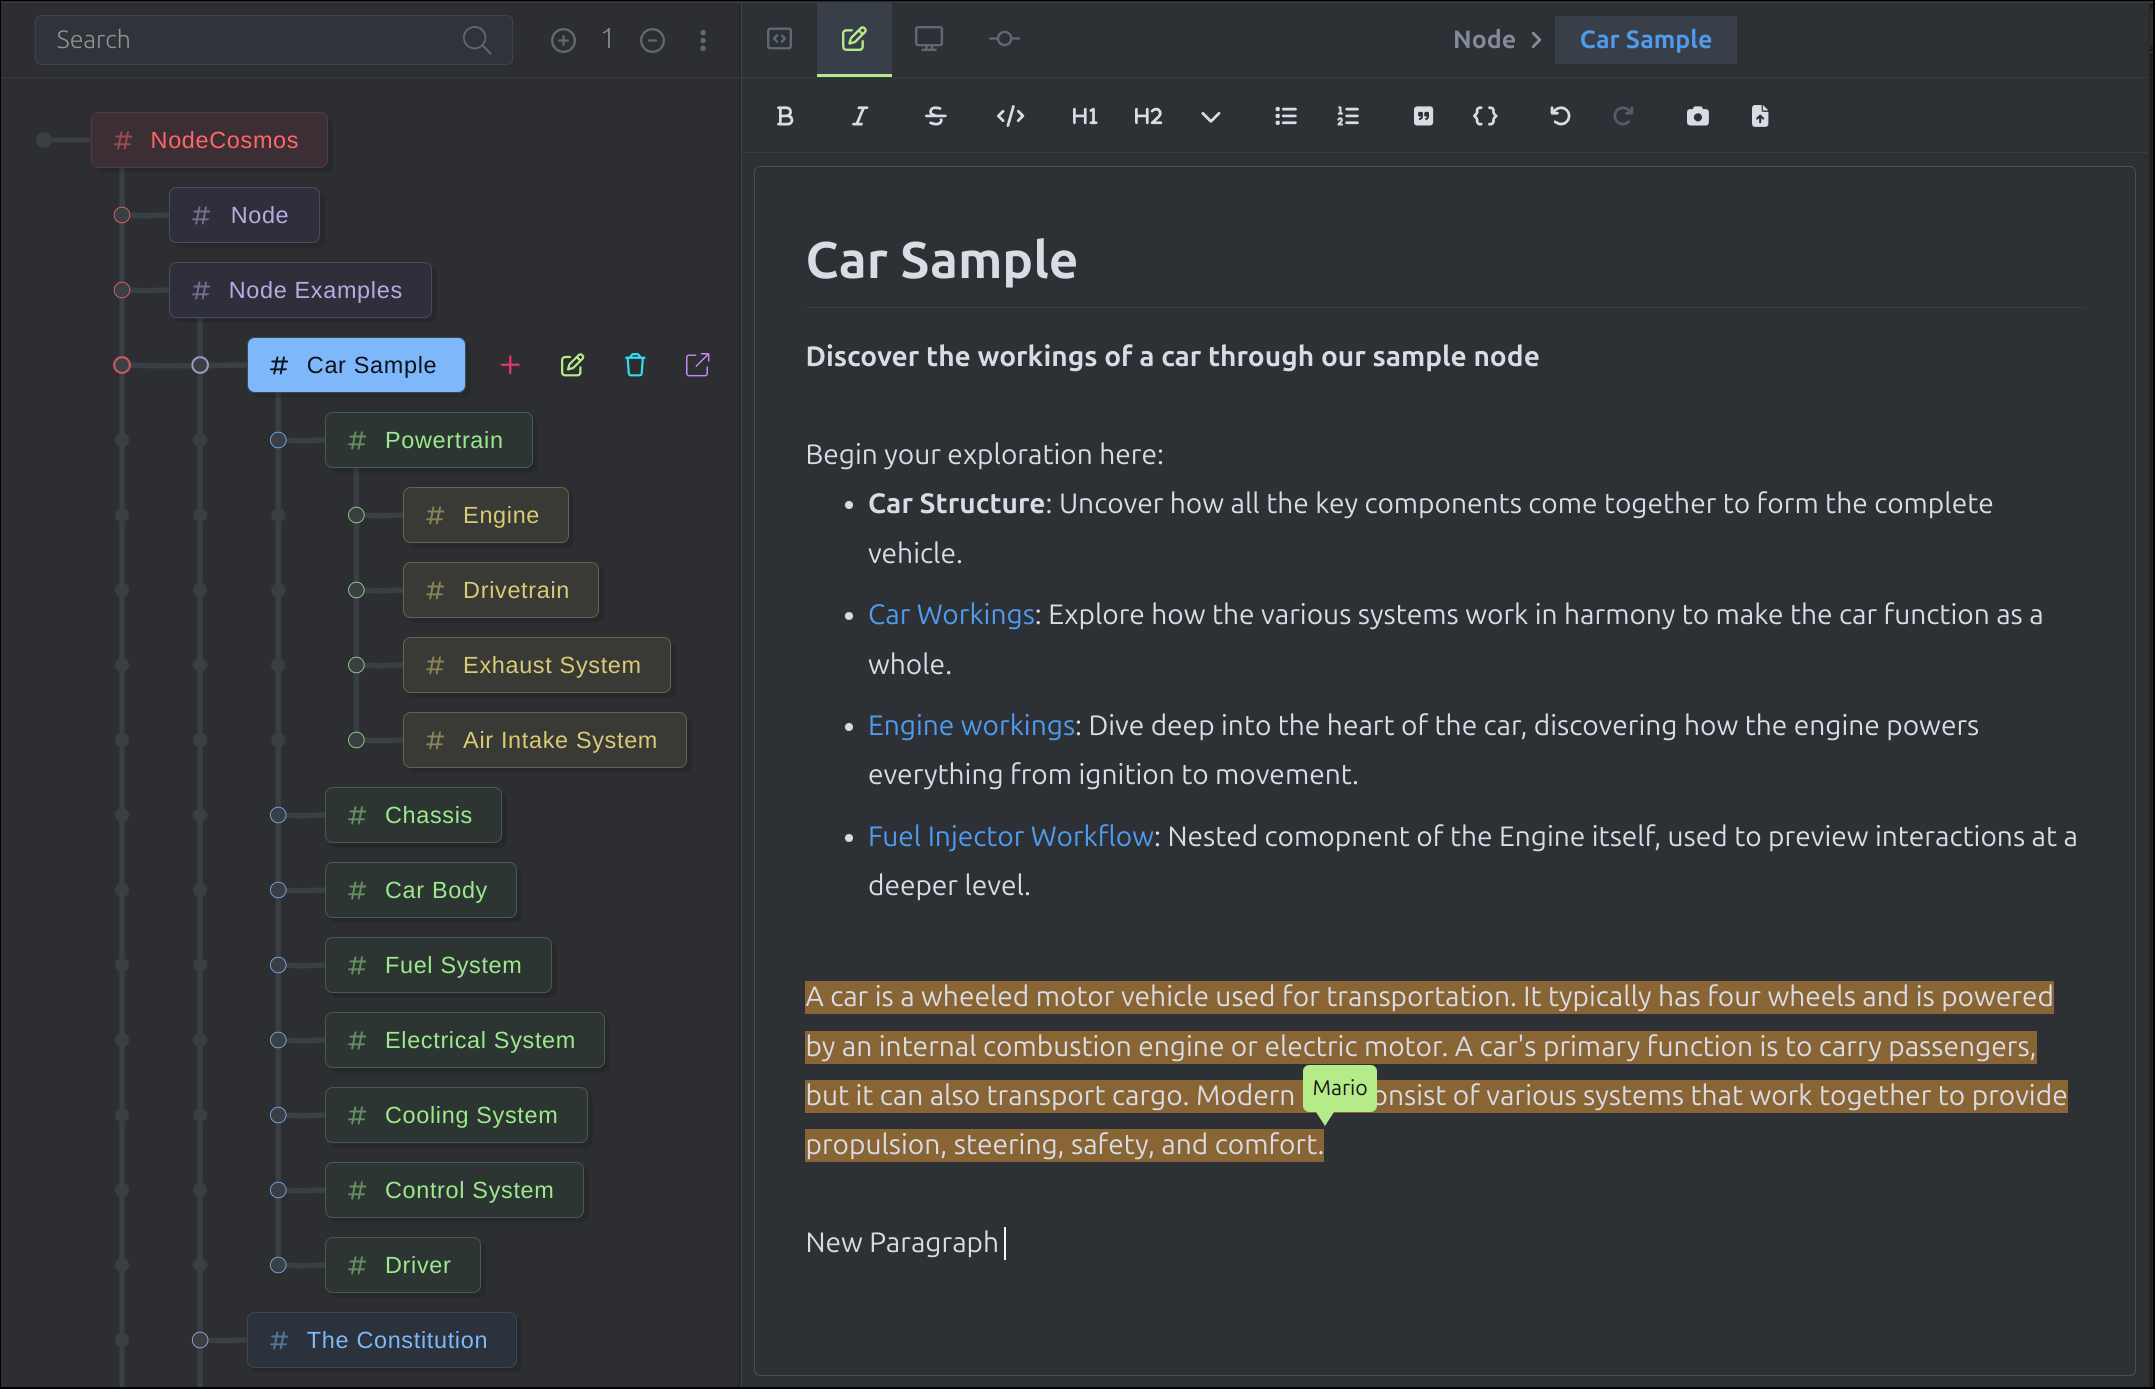 Search
1
# NodeCosmos
# Node
# Node Examples
# Car Sample
# Powertrain
# Engine
# Drivetrain
# Exhaust System
# Air Intake System
# Chassis
# Car Body
# Fuel System
# Electrical System
# Cooling System
# Control System
# Driver
# The Constitution
Node > Car Sample
B I S </> H1 H2 {}
Car Sample
Discover the workings of a car through our sample node
Begin your exploration here:
• Car Structure: Uncover how all the key components come together to form the complete
vehicle.
• Car Workings: Explore how the various systems work in harmony to make the car function as a
whole.
• Engine workings: Dive deep into the heart of the car, discovering how the engine powers
everything from ignition to movement.
• Fuel Injector Workflow: Nested comopnent of the Engine itself, used to preview interactions at a
deeper level.
A car is a wheeled motor vehicle used for transportation. It typically has four wheels and is powered
by an internal combustion engine or electric motor. A car's primary function is to carry passengers,
but it can also transport cargo. Modern Mario onsist of various systems that work together to provide
propulsion, steering, safety, and comfort.
New Paragraph